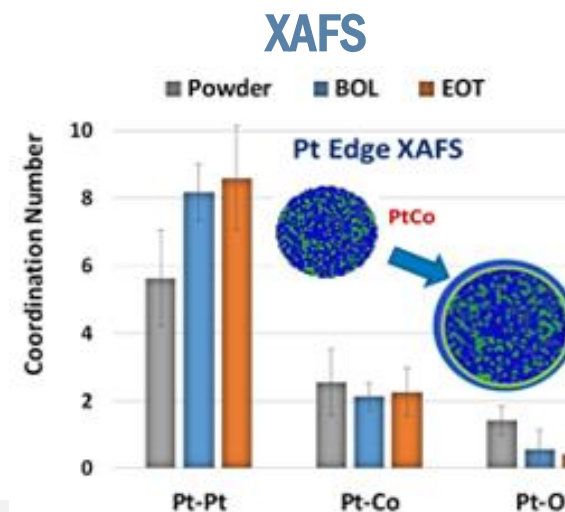 XAFS
Powder BOL EOT
Pt Edge XAFS
PtCo
Coordination Number
10
8
6
4
2
0
Pt-Pt Pt-Co Pt-O